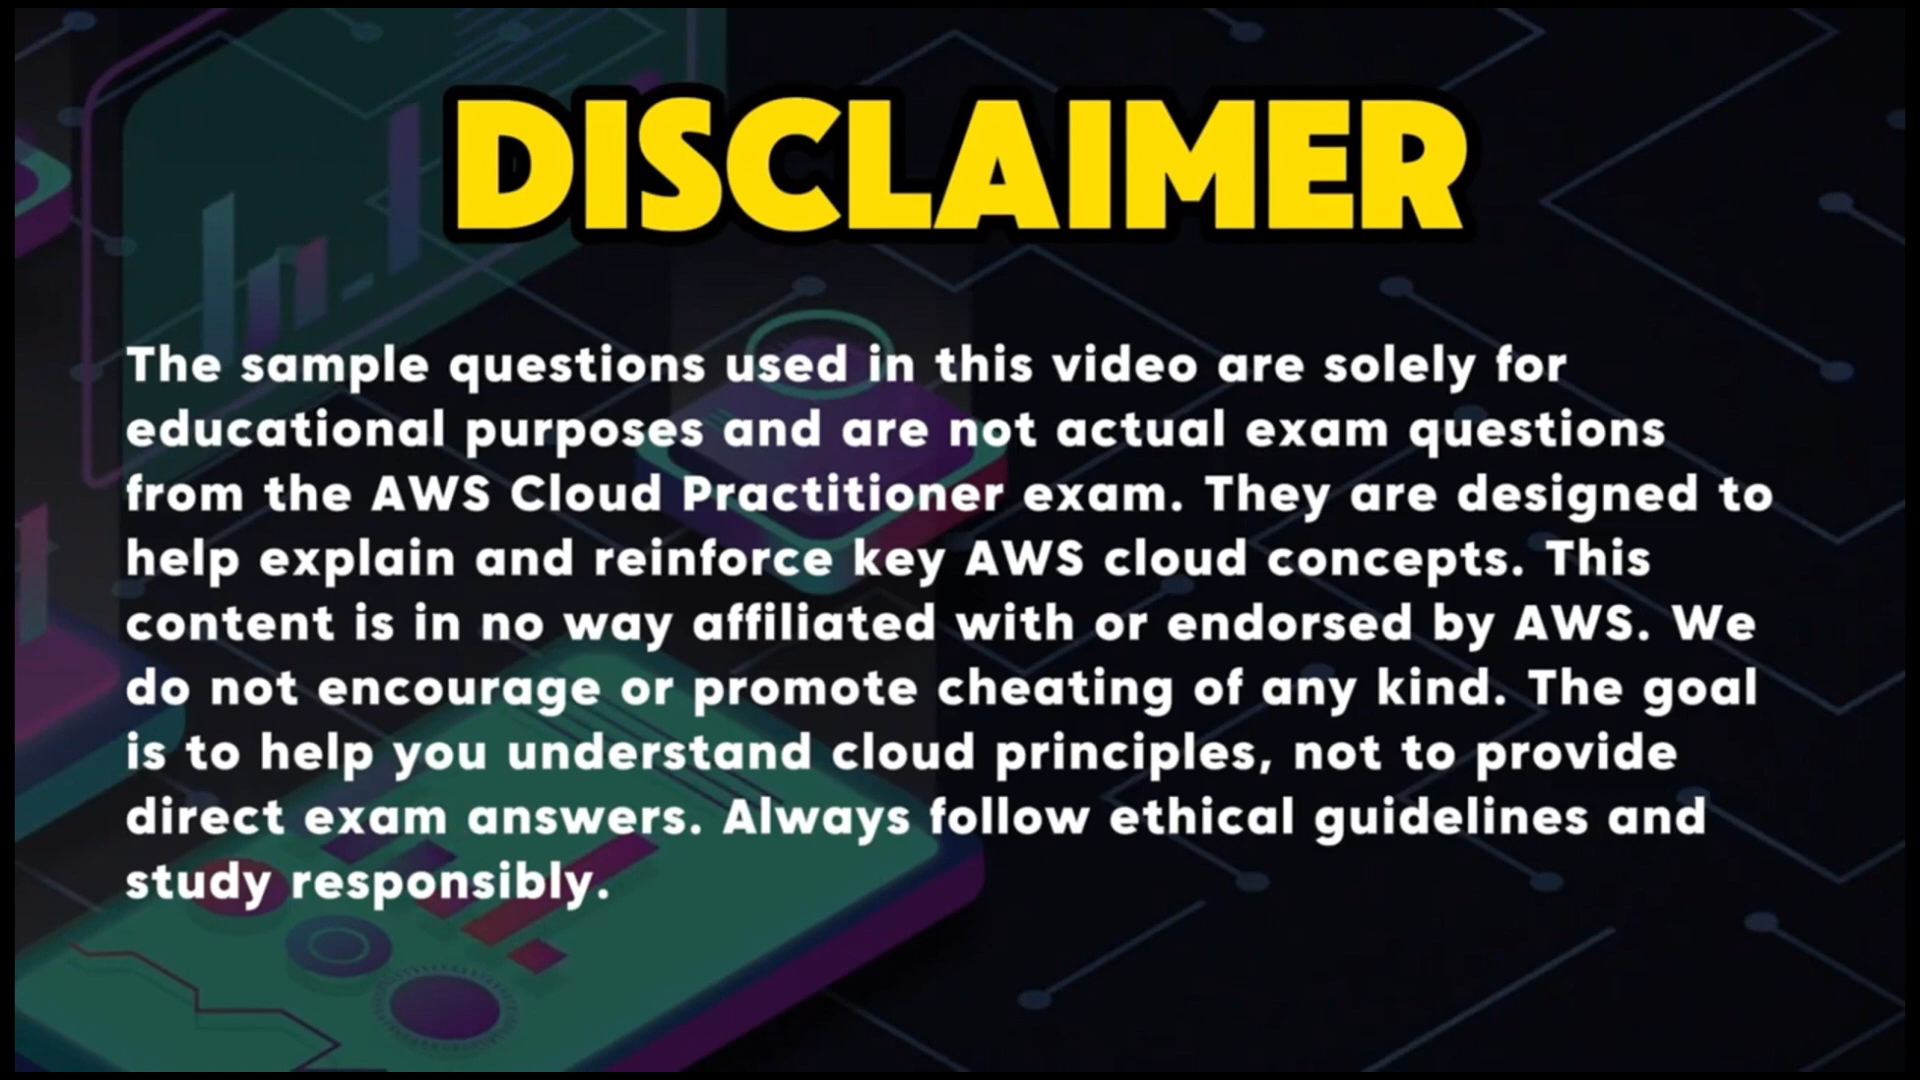 DISCLAIMER
The sample questions used in this video are solely for
educational purposes and are not actual exam questions
from the AWS Cloud Practitioner exam. They are designed to
help explain and reinforce key AWS cloud concepts. This
content is in no way affiliated with or endorsed by AWS. We
do not encourage or promote cheating of any kind. The goal
is to help you understand cloud principles, not to provide
direct exam answers. Always follow ethical guidelines and
study responsibly.